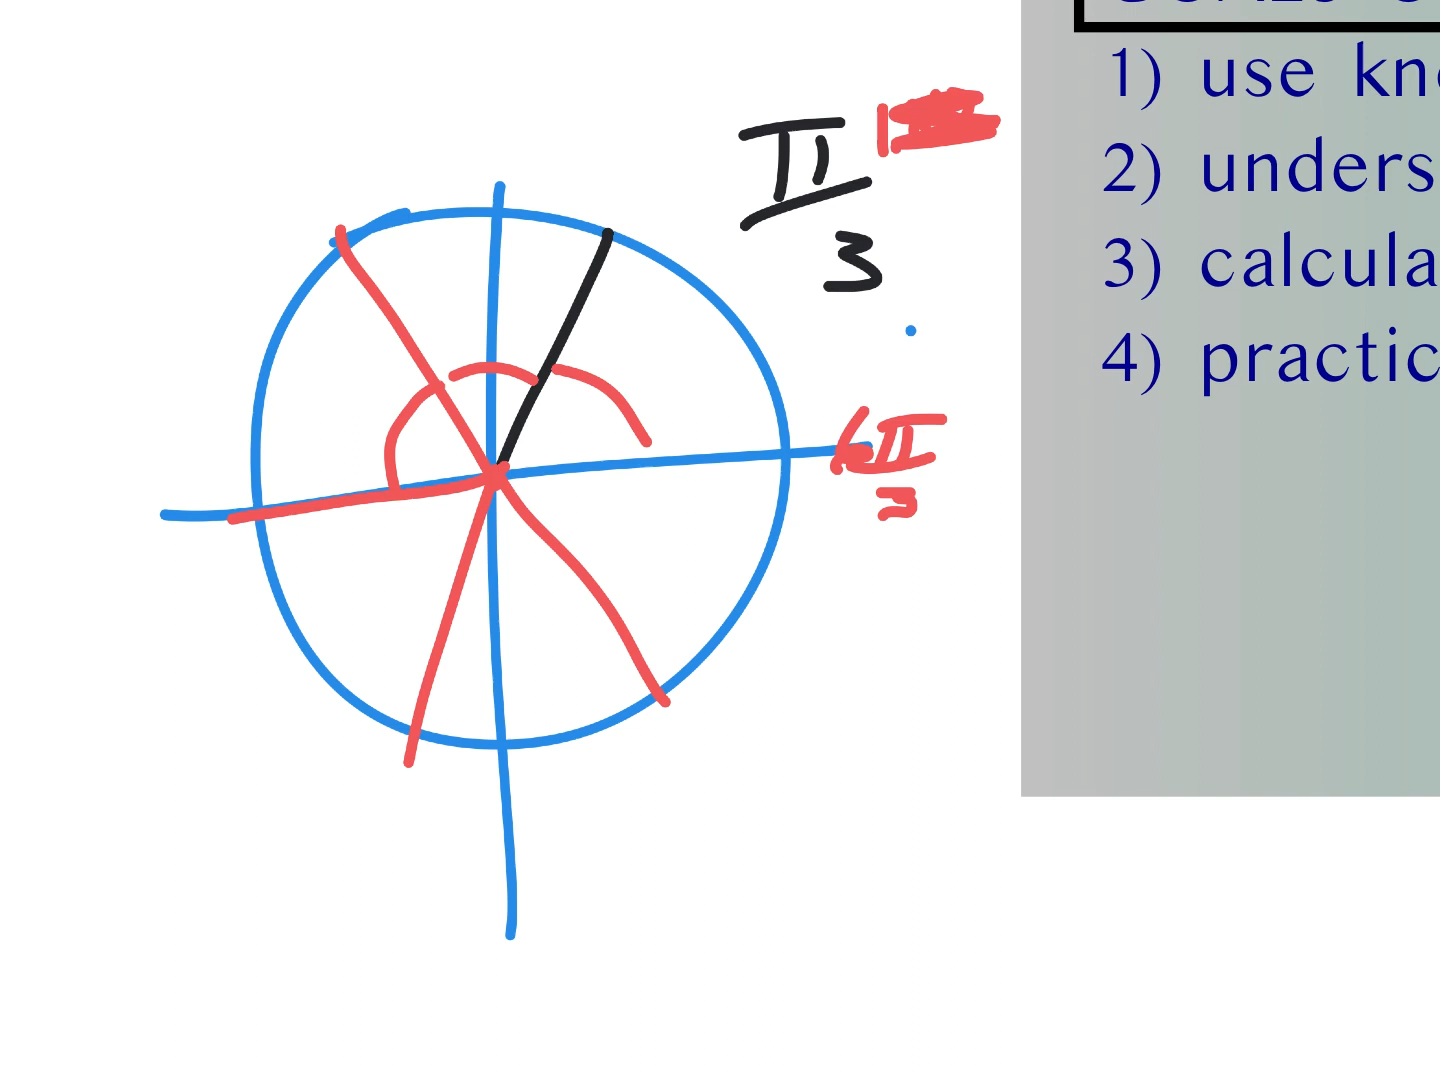 π
3
6π
3
1) use kn
2) unders
3) calcula
4) practic